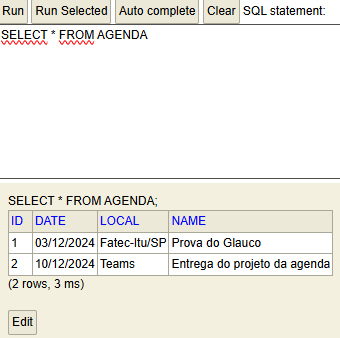 Run Run Selected Auto complete Clear SQL statement:
SELECT * FROM AGENDA
SELECT * FROM AGENDA;
ID DATE LOCAL NAME
1 03/12/2024 Fatec-Itu/SP Prova do Glauco
2 10/12/2024 Teams Entrega do projeto da agenda
(2 rows, 3 ms)
Edit